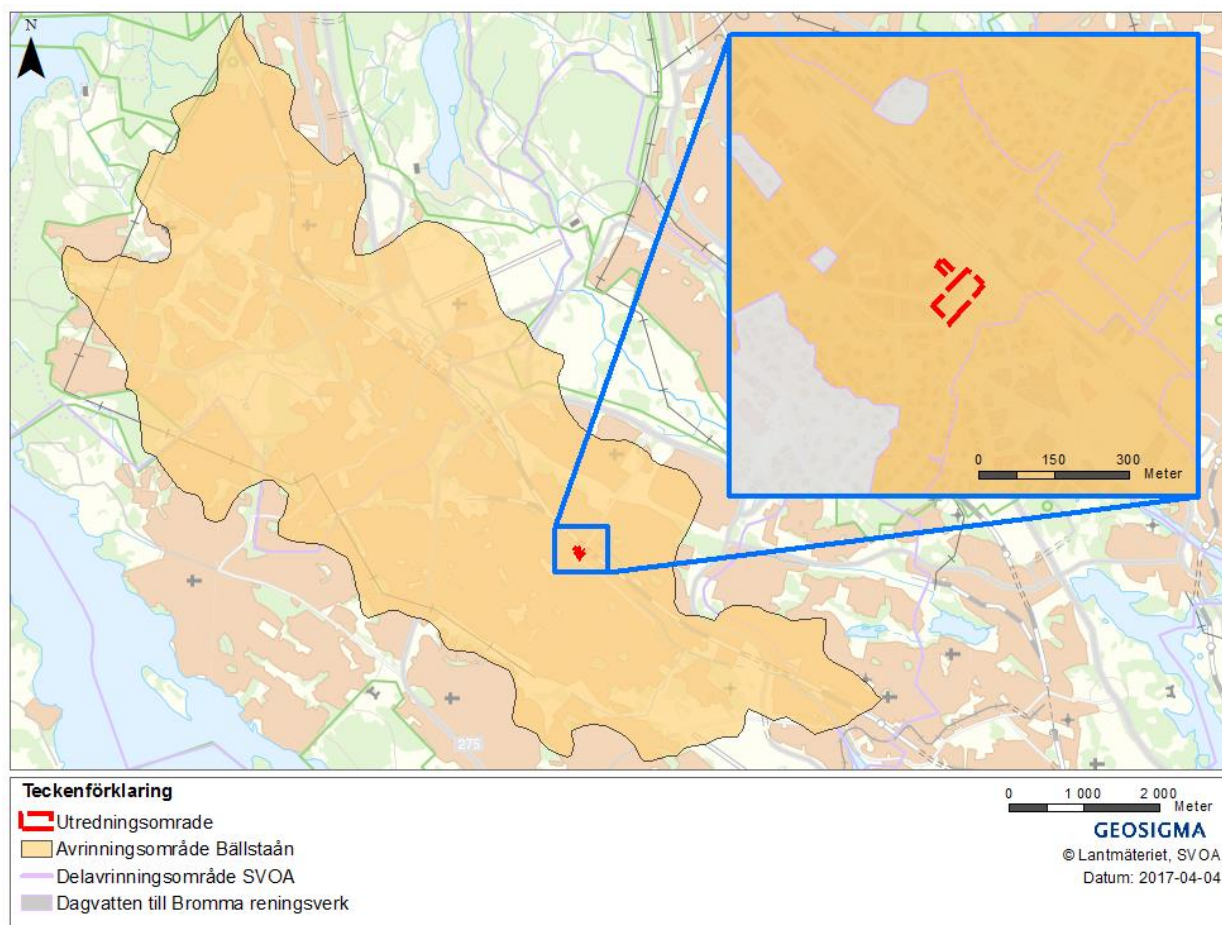 N
0 150 300
Meter
275
Teckenförklaring
Utredningsområde
Avrinningsområde Bällstaån
Delavrinningsområde SVOA
Dagvatten till Bromma reningsverk
0 1 000 2 000
Meter
GEOSIGMA
© Lantmäteriet, SVOA
Datum: 2017-04-04